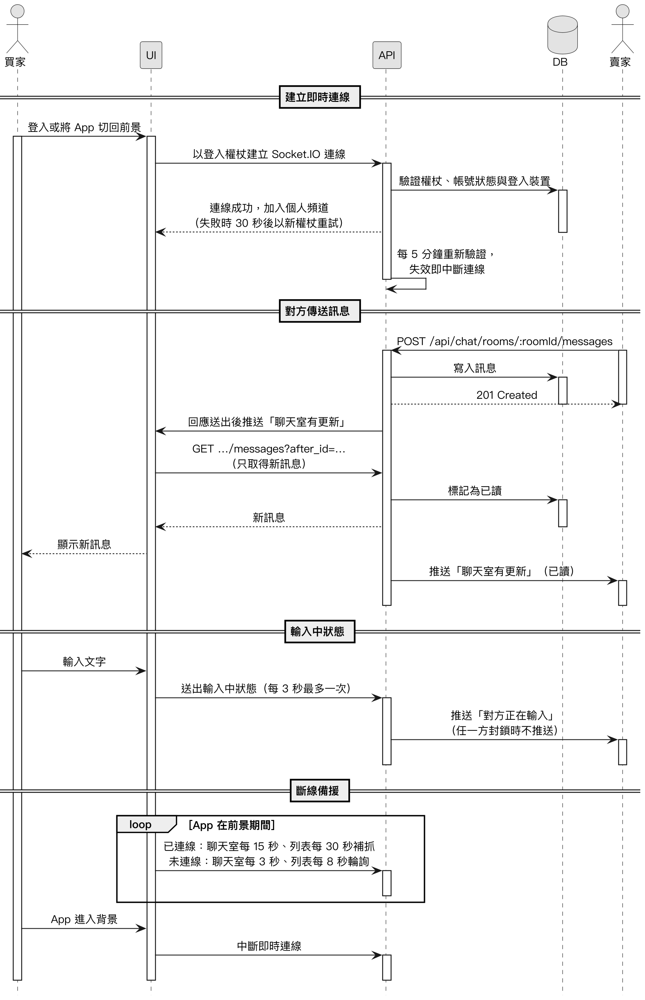 買家
UI
API
DB
賣家
建立即時連線
登入或將 App 切回前景
以登入權杖建立 Socket.IO 連線
驗證權杖、帳號狀態與登入裝置
連線成功，加入個人頻道
（失敗時 30 秒後以新權杖重試）
每 5 分鐘重新驗證，
失效即中斷連線
對方傳送訊息
POST /api/chat/rooms/:roomId/messages
寫入訊息
201 Created
回應送出後推送「聊天室有更新」
GET …/messages?after_id=…
（只取得新訊息）
標記為已讀
新訊息
顯示新訊息
推送「聊天室有更新」（已讀）
輸入中狀態
輸入文字
送出輸入中狀態（每 3 秒最多一次）
推送「對方正在輸入」
（任一方封鎖時不推送）
斷線備援
loop [App 在前景期間]
已連線：聊天室每 15 秒、列表每 30 秒補抓
未連線：聊天室每 3 秒、列表每 8 秒輪詢
App 進入背景
中斷即時連線